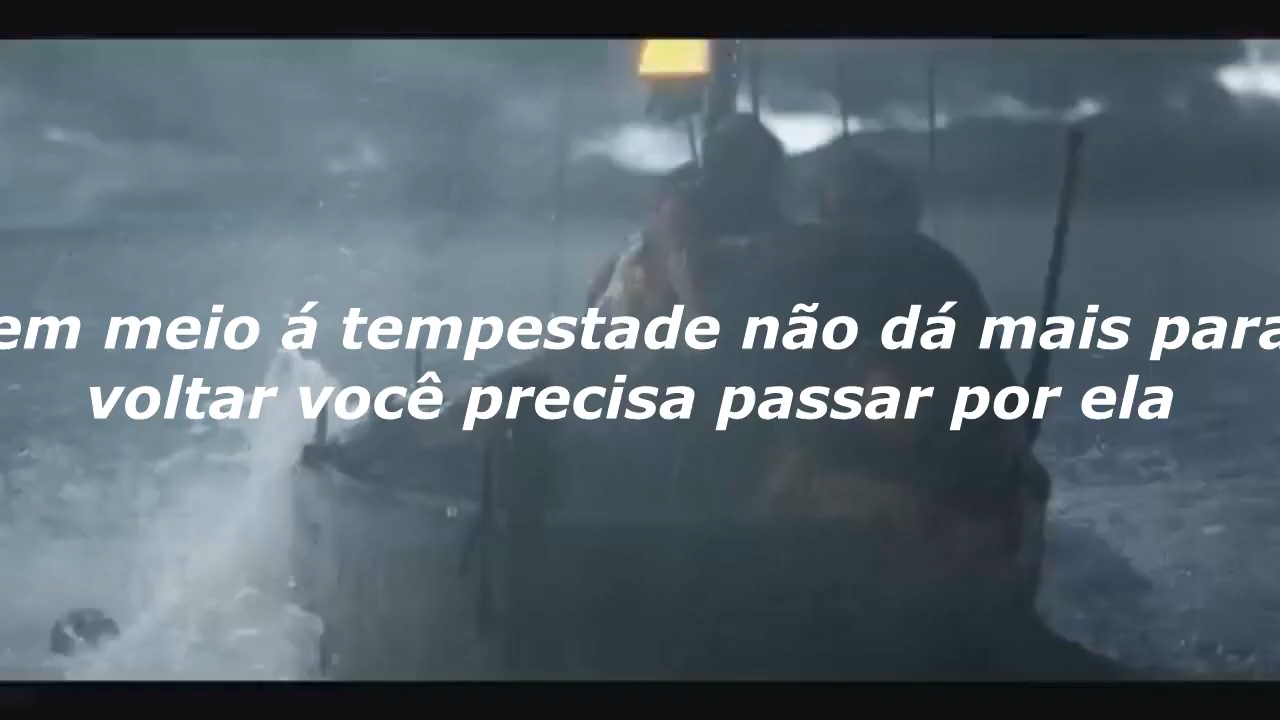 em meio á tempestade não dá mais para
voltar você precisa passar por ela